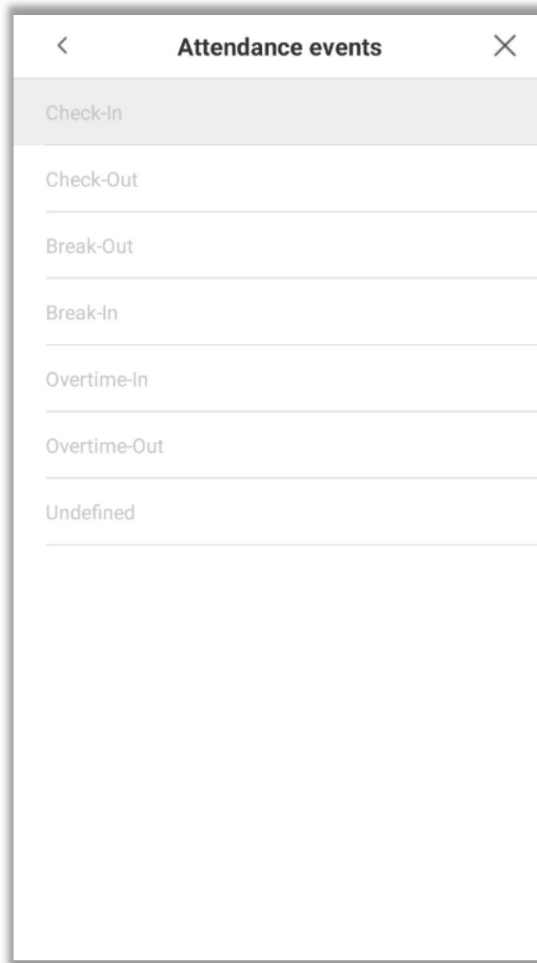 Attendance events
Check-In
Check-Out
Break-Out
Break-In
Overtime-In
Overtime-Out
Undefined